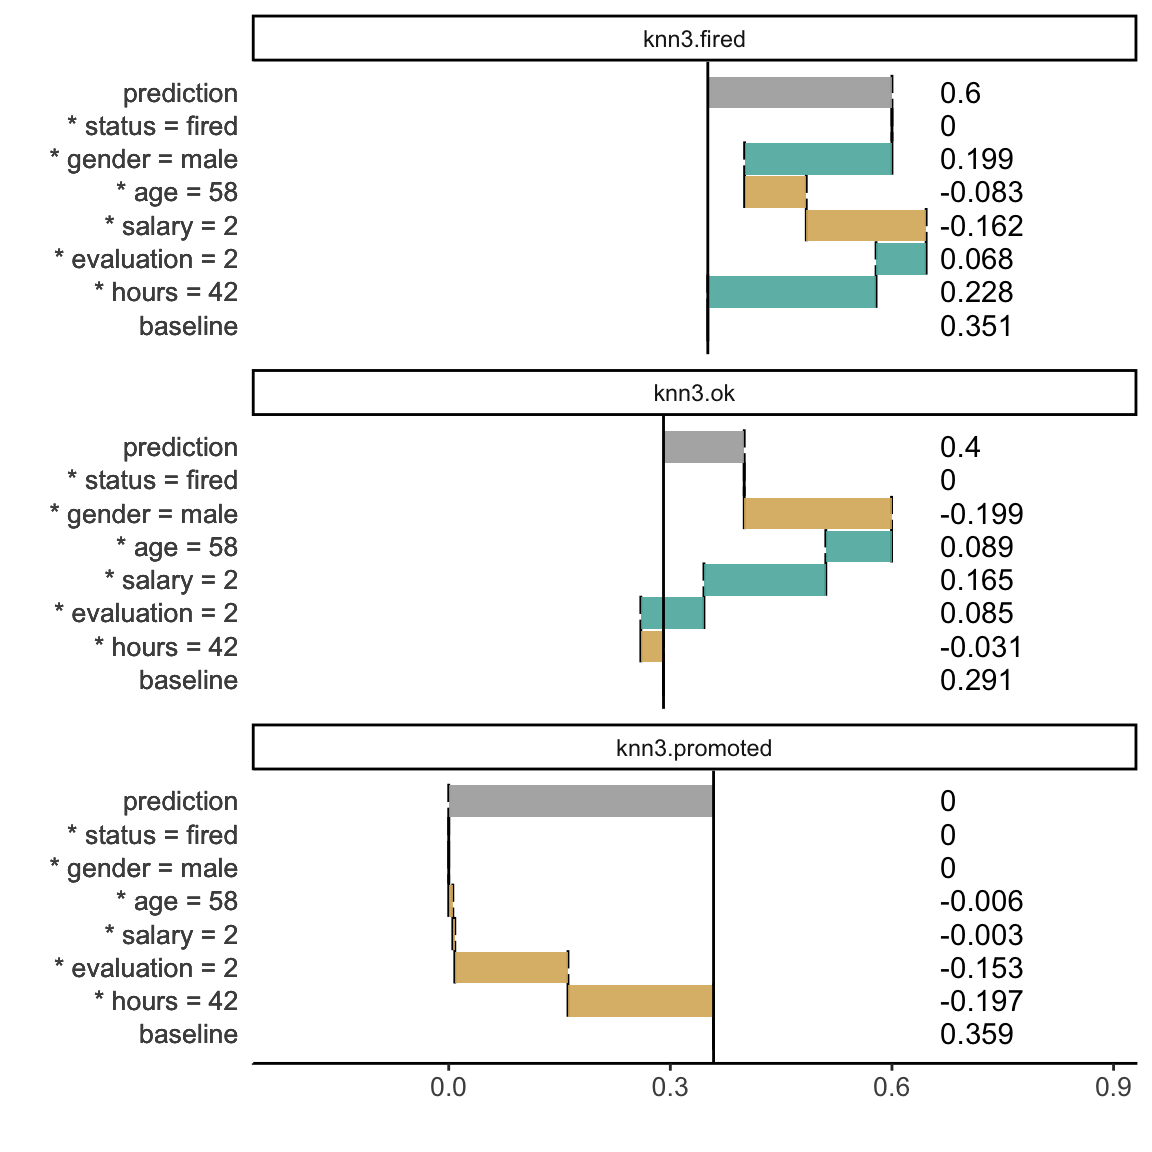 knn3.fired
prediction 0.6
* status = fired 0
* gender = male 0.199
* age = 58 -0.083
* salary = 2 -0.162
* evaluation = 2 0.068
* hours = 42 0.228
baseline 0.351
knn3.ok
prediction 0.4
* status = fired 0
* gender = male -0.199
* age = 58 0.089
* salary = 2 0.165
* evaluation = 2 0.085
* hours = 42 -0.031
baseline 0.291
knn3.promoted
prediction 0
* status = fired 0
* gender = male 0
* age = 58 -0.006
* salary = 2 -0.003
* evaluation = 2 -0.153
* hours = 42 -0.197
baseline 0.359
0.0 0.3 0.6 0.9